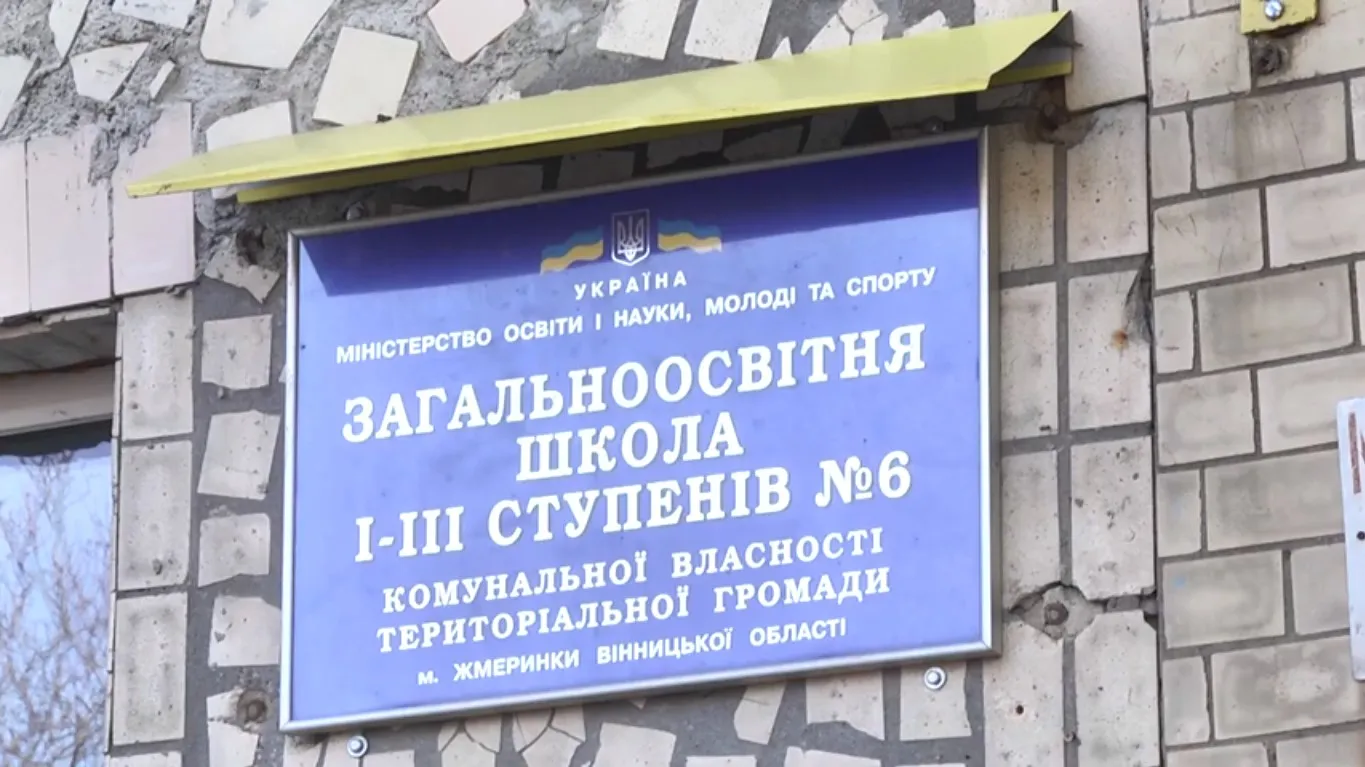 УКРАЇНА
МІНІСТЕРСТВО ОСВІТИ І НАУКИ, МОЛОДІ ТА СПОРТУ
ЗАГАЛЬНООСВІТНЯ
ШКОЛА
І-ІІІ СТУПЕНІВ №6
КОМУНАЛЬНОЇ ВЛАСНОСТІ
ТЕРИТОРІАЛЬНОЇ ГРОМАДИ
м. ЖМЕРИНКИ ВІННИЦЬКОЇ ОБЛАСТІ